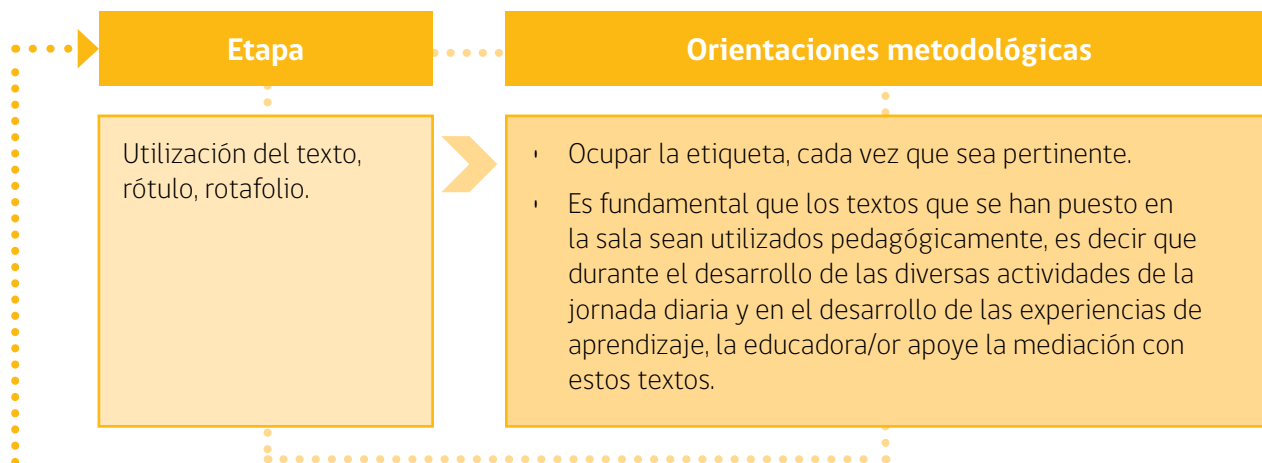 Etapa
Orientaciones metodológicas
Utilización del texto,
rótulo, rotafolio.
• Ocupar la etiqueta, cada vez que sea pertinente.
• Es fundamental que los textos que se han puesto en
la sala sean utilizados pedagógicamente, es decir que
durante el desarrollo de las diversas actividades de la
jornada diaria y en el desarrollo de las experiencias de
aprendizaje, la educadora/or apoye la mediación con
estos textos.